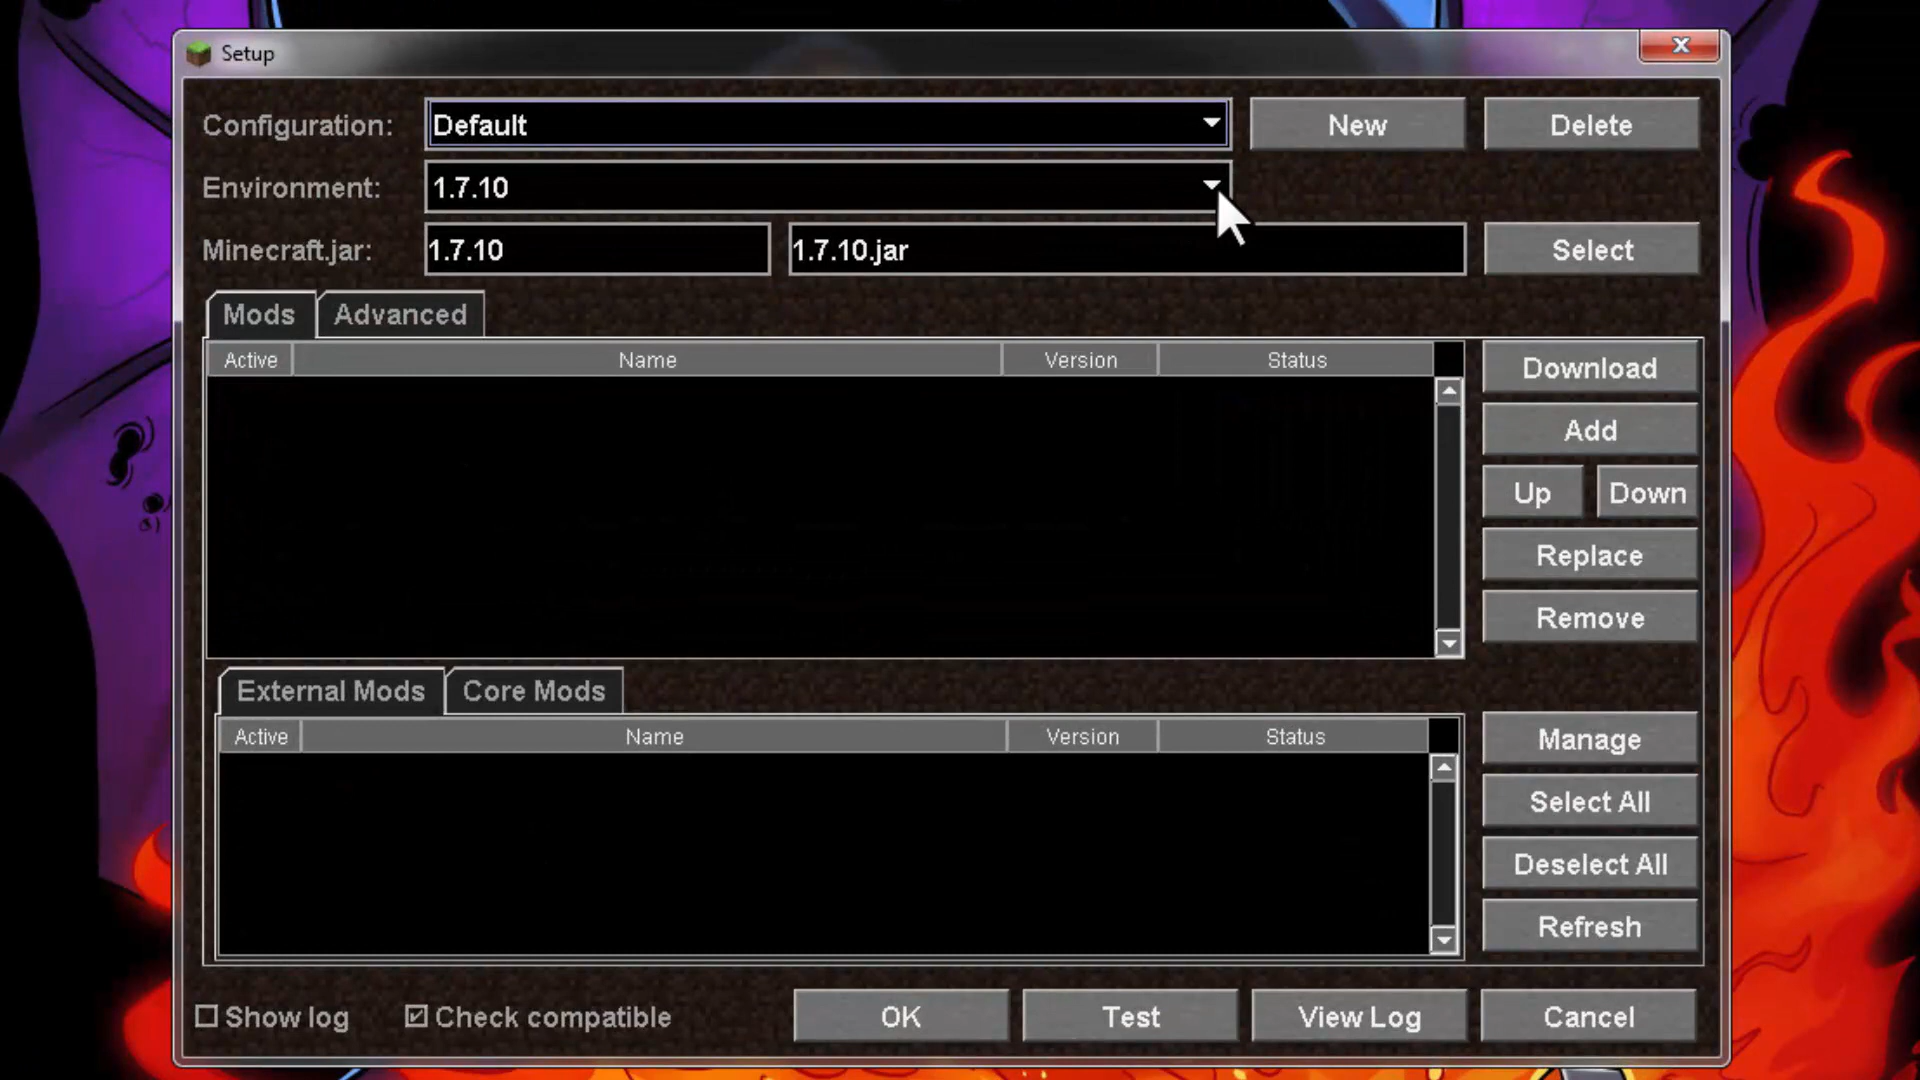 Setup
Configuration: Default New Delete
Environment: 1.7.10
Minecraft.jar: 1.7.10 1.7.10.jar Select
Mods Advanced
Active Name Version Status
Download
Add
Up Down
Replace
Remove
External Mods Core Mods
Active Name Version Status
Manage
Select All
Deselect All
Refresh
Show log Check compatible OK Test View Log Cancel